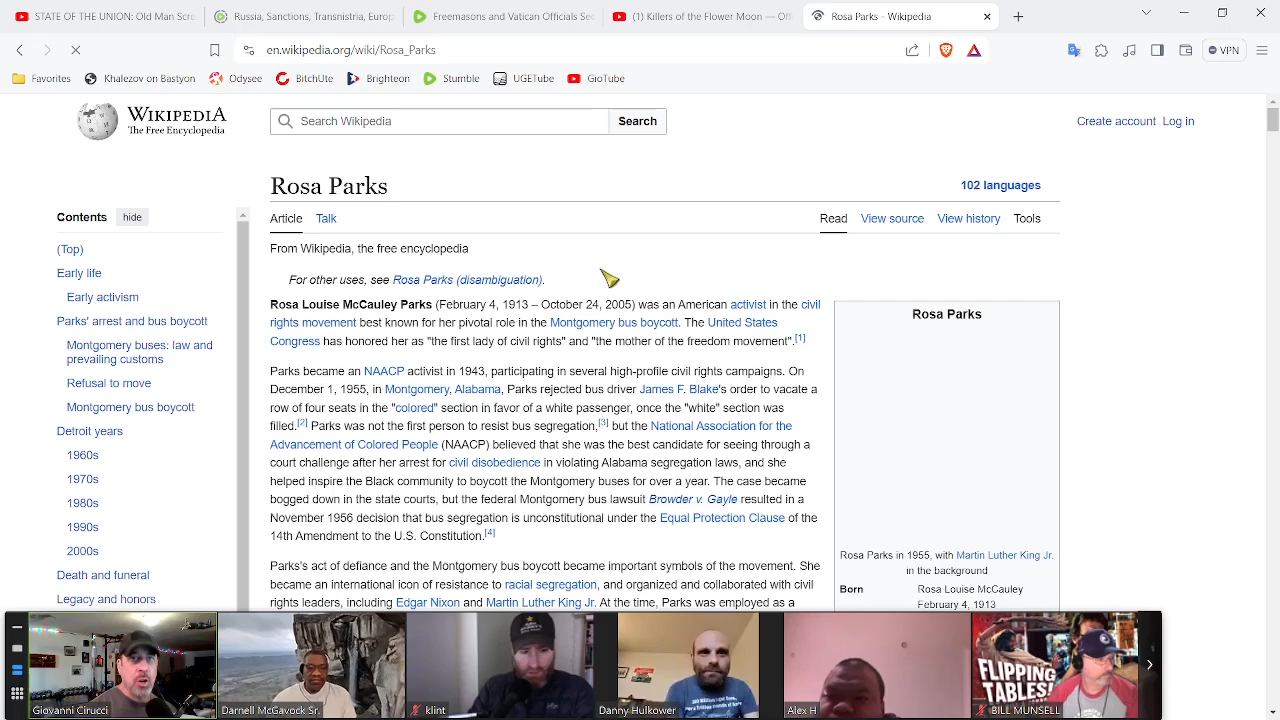 STATE OF THE UNION: Old Man Scre
Russia, Sanctions, Transmistria, Europ
Freemasons and Vatican Officials Sec
(1) Killers of the Flower Moon — Off
Rosa Parks - Wikipedia
en.wikipedia.org/wiki/Rosa_Parks
VPN
Favorites
Khalezov on Bastyon
Odysee
BitchUte
Brighteon
Stumble
UGETube
GioTube
WIKIPEDIA
The Free Encyclopedia
Search Wikipedia
Search
Create account
Log in
Rosa Parks
102 languages
Contents
hide
Article
Talk
Read
View source
View history
Tools
(Top)
Early life
Early activism
Parks' arrest and bus boycott
Montgomery buses: law and
prevailing customs
Refusal to move
Montgomery bus boycott
Detroit years
1960s
1970s
1980s
1990s
2000s
Death and funeral
Legacy and honors
From Wikipedia, the free encyclopedia
For other uses, see Rosa Parks (disambiguation).
Rosa Louise McCauley Parks (February 4, 1913 – October 24, 2005) was an American activist in the civil
rights movement best known for her pivotal role in the Montgomery bus boycott. The United States
Congress has honored her as "the first lady of civil rights" and "the mother of the freedom movement".[1]
Parks became an NAACP activist in 1943, participating in several high-profile civil rights campaigns. On
December 1, 1955, in Montgomery, Alabama, Parks rejected bus driver James F. Blake's order to vacate a
row of four seats in the "colored" section in favor of a white passenger, once the "white" section was
filled.[2] Parks was not the first person to resist bus segregation,[3] but the National Association for the
Advancement of Colored People (NAACP) believed that she was the best candidate for seeing through a
court challenge after her arrest for civil disobedience in violating Alabama segregation laws, and she
helped inspire the Black community to boycott the Montgomery buses for over a year. The case became
bogged down in the state courts, but the federal Montgomery bus lawsuit Browder v. Gayle resulted in a
November 1956 decision that bus segregation is unconstitutional under the Equal Protection Clause of the
14th Amendment to the U.S. Constitution.[4]
Parks's act of defiance and the Montgomery bus boycott became important symbols of the movement. She
became an international icon of resistance to racial segregation, and organized and collaborated with civil
rights leaders, including Edgar Nixon and Martin Luther King Jr. At the time, Parks was employed as a
Rosa Parks
Rosa Parks in 1955, with Martin Luther King Jr.
in the background
Born
Rosa Louise McCauley
February 4, 1913
Giovanni Cirucci
Darnell McGavock
klint
Danny Hulkower
Alex H
FLIPPING
TABLES!
BILL MUNSELL